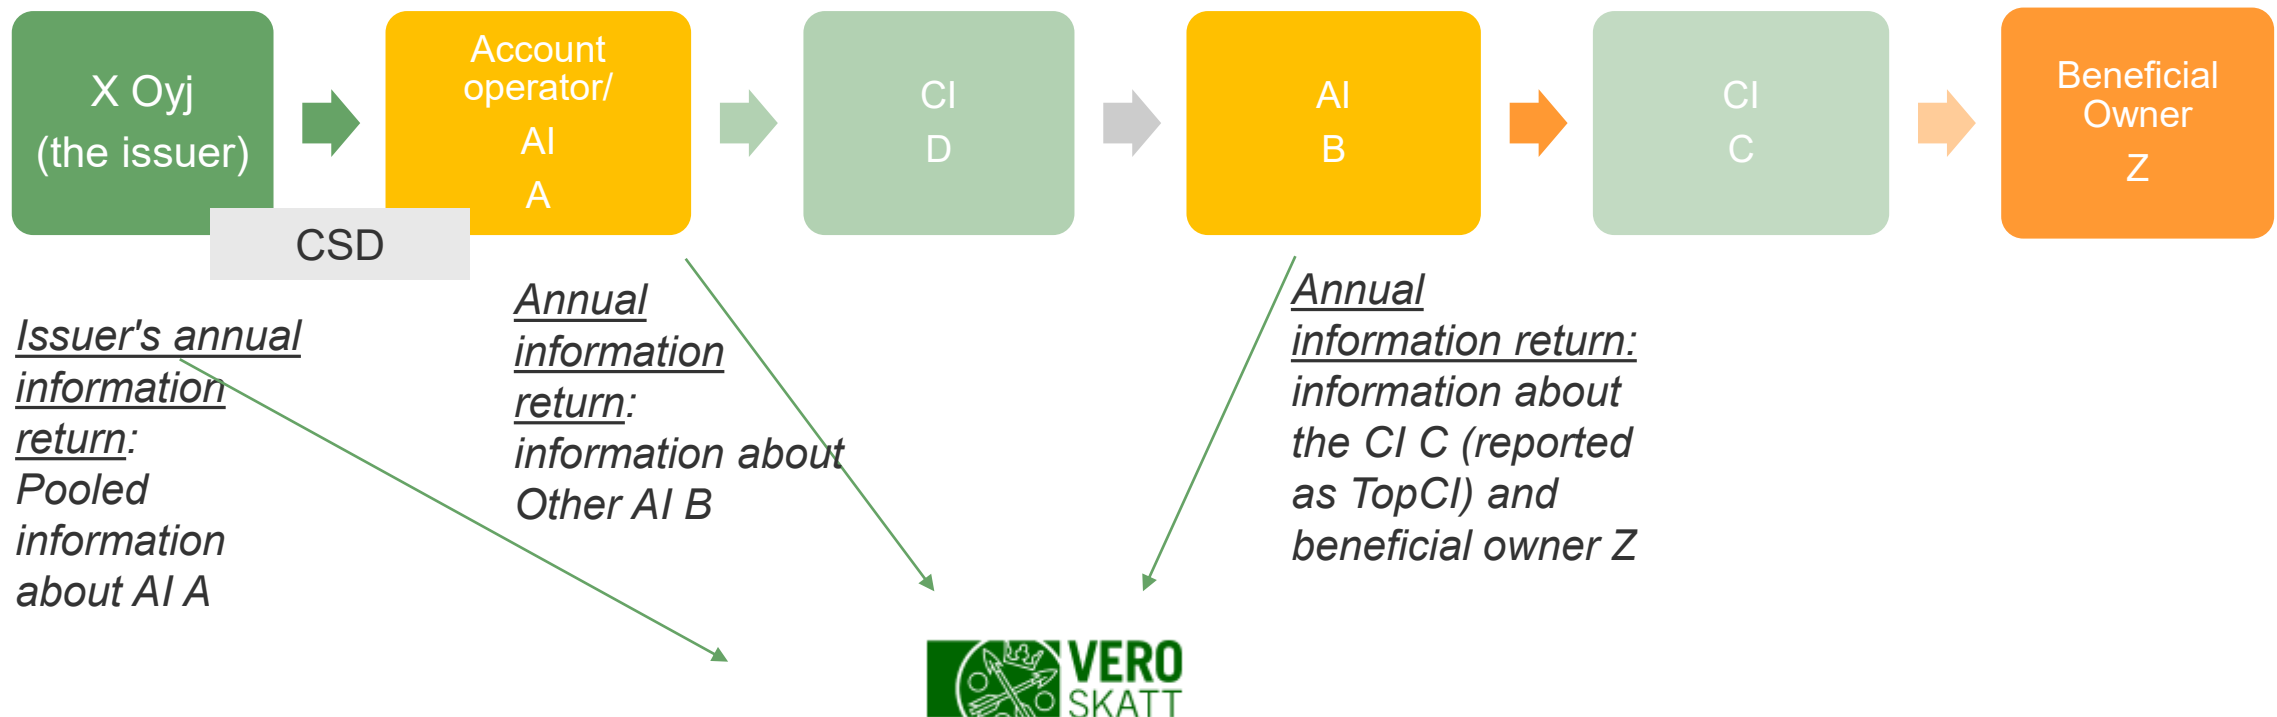 X Oyj
(the issuer)
Account
operator/
AI
A
CI
D
AI
B
CI
C
Beneficial
Owner
Z
CSD
Issuer's annual
information
return:
Pooled
information
about AI A
Annual
information
return:
information about
Other AI B
Annual
information return:
information about
the CI C (reported
as TopCI) and
beneficial owner Z
VERO
SKATT